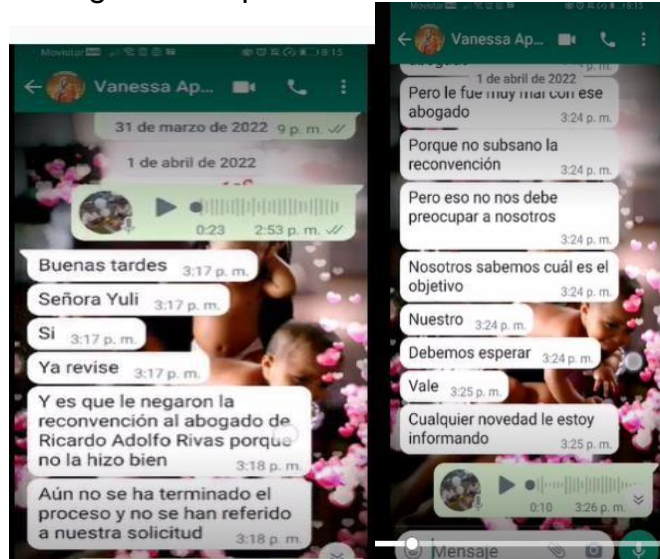 Movistar 8:15
Vanessa Ap...
31 de marzo de 2022 9 p. m.
1 de abril de 2022
0:23 2:53 p. m.
Buenas tardes 3:17 p. m.
Señora Yuli 3:17 p. m.
Si 3:17 p. m.
Ya revise 3:17 p. m.
Y es que le negaron la
reconvención al abogado de
Ricardo Adolfo Rivas porque
no la hizo bien 3:18 p. m.
Aún no se ha terminado el
proceso y no se han referido
a nuestra solicitud 3:18 p. m.
Movistar 8:15
Vanessa Ap...
1 de abril de 2022
Pero le fue muy mal con ese
abogado 3:24 p. m.
Porque no subsano la
reconvención 3:24 p. m.
Pero eso no nos debe
preocupar a nosotros
3:24 p. m.
Nosotros sabemos cuál es el
objetivo 3:24 p. m.
Nuestro 3:24 p. m.
Debemos esperar 3:24 p. m.
Vale 3:25 p. m.
Cualquier novedad le estoy
informando 3:25 p. m.
0:10 3:26 p. m.
Mensaje